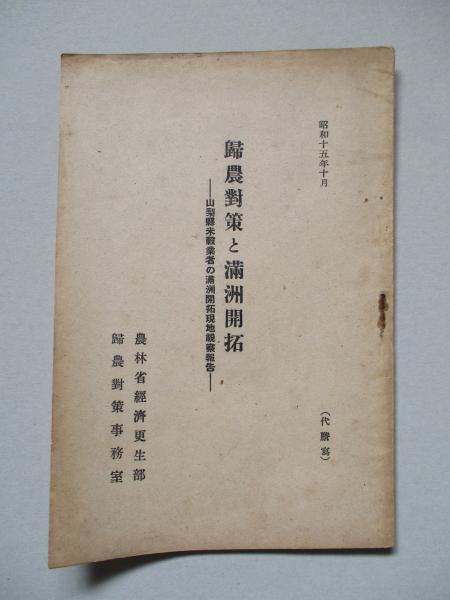 昭和十五年十月
(代謄寫)
歸農對策と滿洲開拓
――山梨縣米穀業者の滿洲開拓現地視察報告――
農林省經濟更生部
歸農對策事務室